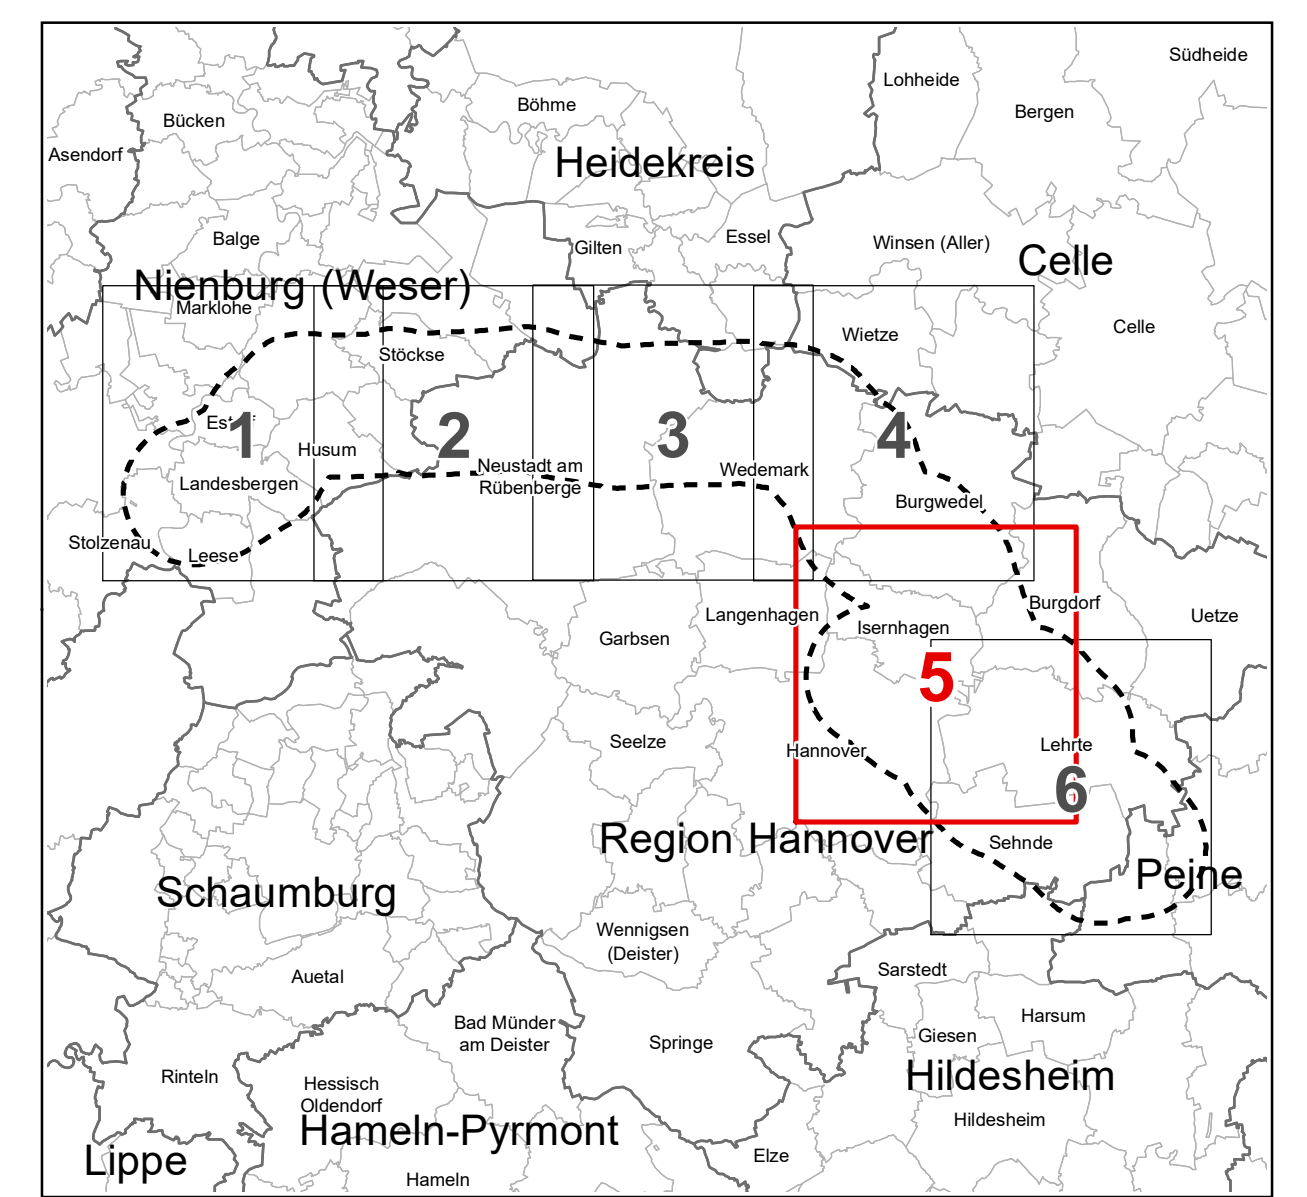 Südheide
Lohheide
Böhme
Bergen
Bücken
Asendorf
Heidekreis
Balge
Gilten
Essel
Winsen (Aller)
Celle
Nienburg (Weser)
Marklohe
Celle
Wietze
Stöckse
1
2
3
4
Husum
Neustadt am
Rübenberge
Wedemark
Landesbergen
Burgwedel
Stolzenau
Leese
Burgdorf
Langenhagen
Uetze
Isernhagen
Garbsen
5
Seelze
Hannover
Lehrte
6
Region Hannover
Sehnde
Peine
Schaumburg
Wennigsen
(Deister)
Auetal
Sarstedt
Bad Münder
am Deister
Harsum
Giesen
Springe
Rinteln
Hessisch
Oldendorf
Hildesheim
Hameln-Pyrmont
Hildesheim
Lippe
Elze
Hameln